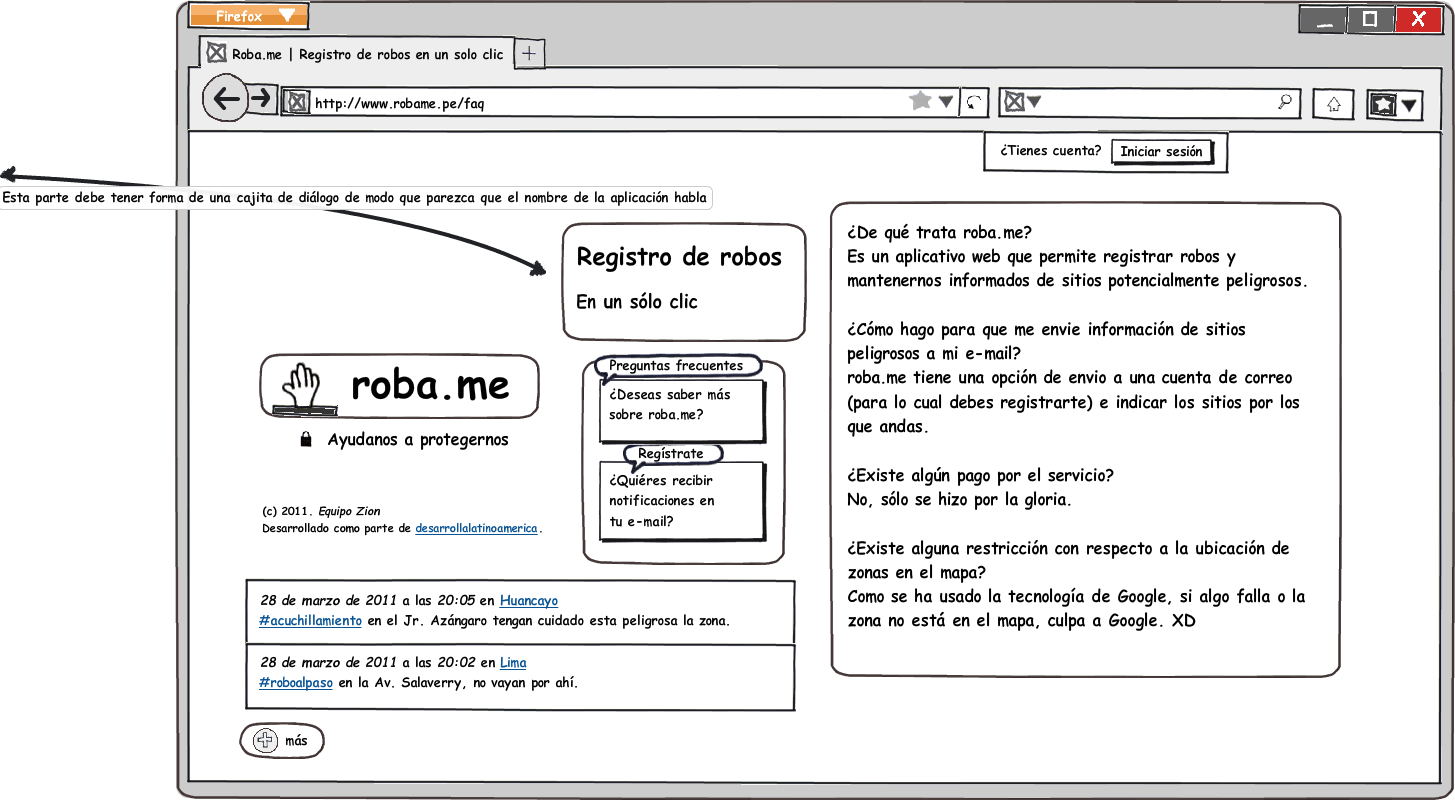 Firefox
Roba.me | Registro de robos en un solo clic
http://www.robame.pe/faq
¿Tienes cuenta? Iniciar sesión
Esta parte debe tener forma de una cajita de diálogo de modo que parezca que el nombre de la aplicación habla
Registro de robos
En un sólo clic
roba.me
Ayudanos a protegernos
(c) 2011. Equipo Zion
Desarrollado como parte de desarrollalatinoamerica.
Preguntas frecuentes
¿Deseas saber más
sobre roba.me?
Regístrate
¿Quiéres recibir
notificaciones en
tu e-mail?
28 de marzo de 2011 a las 20:05 en Huancayo
#acuchillamiento en el Jr. Azángaro tengan cuidado esta peligrosa la zona.
28 de marzo de 2011 a las 20:02 en Lima
#roboalpaso en la Av. Salaverry, no vayan por ahí.
más
¿De qué trata roba.me?
Es un aplicativo web que permite registrar robos y
mantenernos informados de sitios potencialmente peligrosos.
¿Cómo hago para que me envie información de sitios
peligrosos a mi e-mail?
roba.me tiene una opción de envio a una cuenta de correo
(para lo cual debes registrarte) e indicar los sitios por los
que andas.
¿Existe algún pago por el servicio?
No, sólo se hizo por la gloria.
¿Existe alguna restricción con respecto a la ubicación de
zonas en el mapa?
Como se ha usado la tecnología de Google, si algo falla o la
zona no está en el mapa, culpa a Google. XD